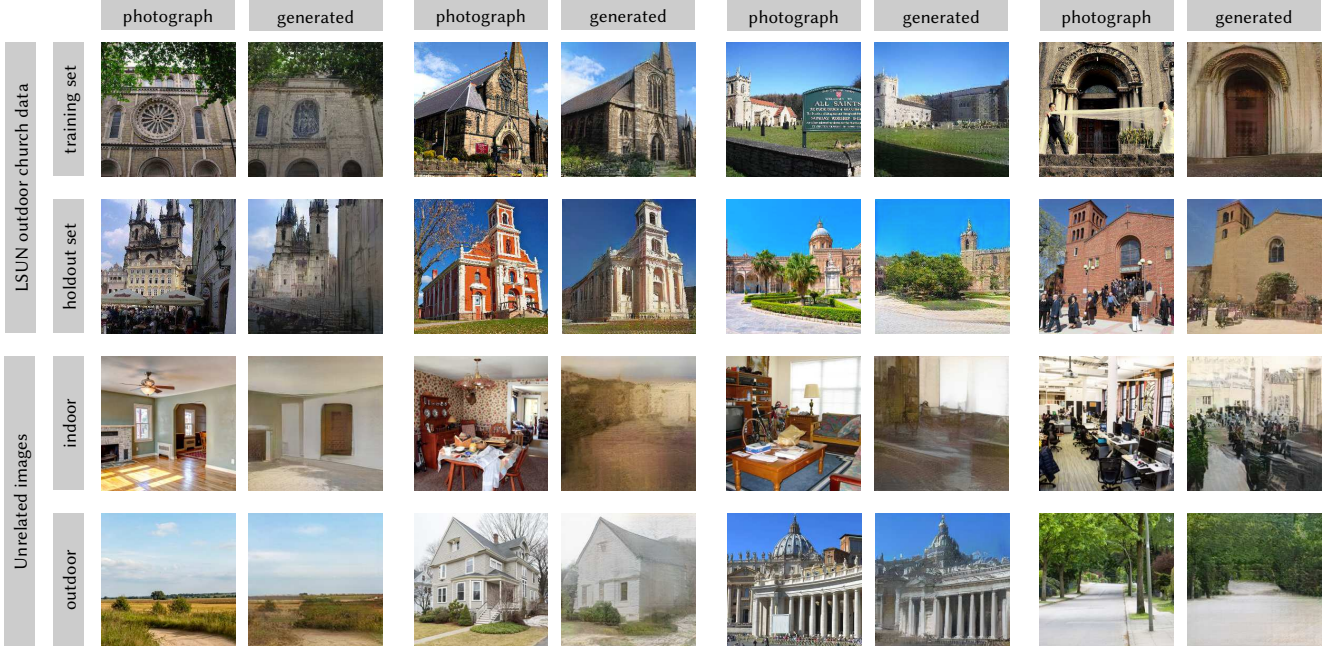 photograph generated photograph generated photograph generated photograph generated
LSUN outdoor church data
training set
ALL SAINTS
holdout set
Unrelated images
indoor
outdoor